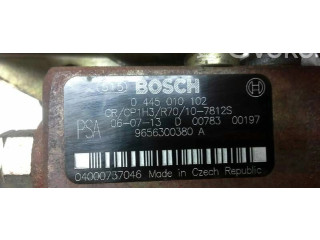 BOSCH
0 445 010 102
CR/CP1H3/R70/10-7812S
PSA 06-07-13 D 00783 00197
9656300380 A
04000737046 Made in Czech Republic